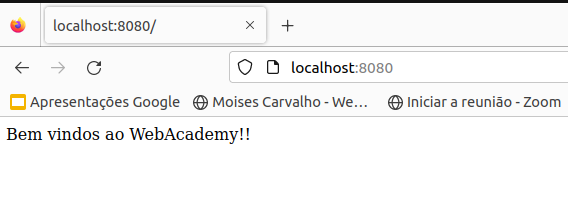 localhost:8080/
localhost:8080
Apresentações Google Moises Carvalho - We... Iniciar a reunião - Zoom
Bem vindos ao WebAcademy!!